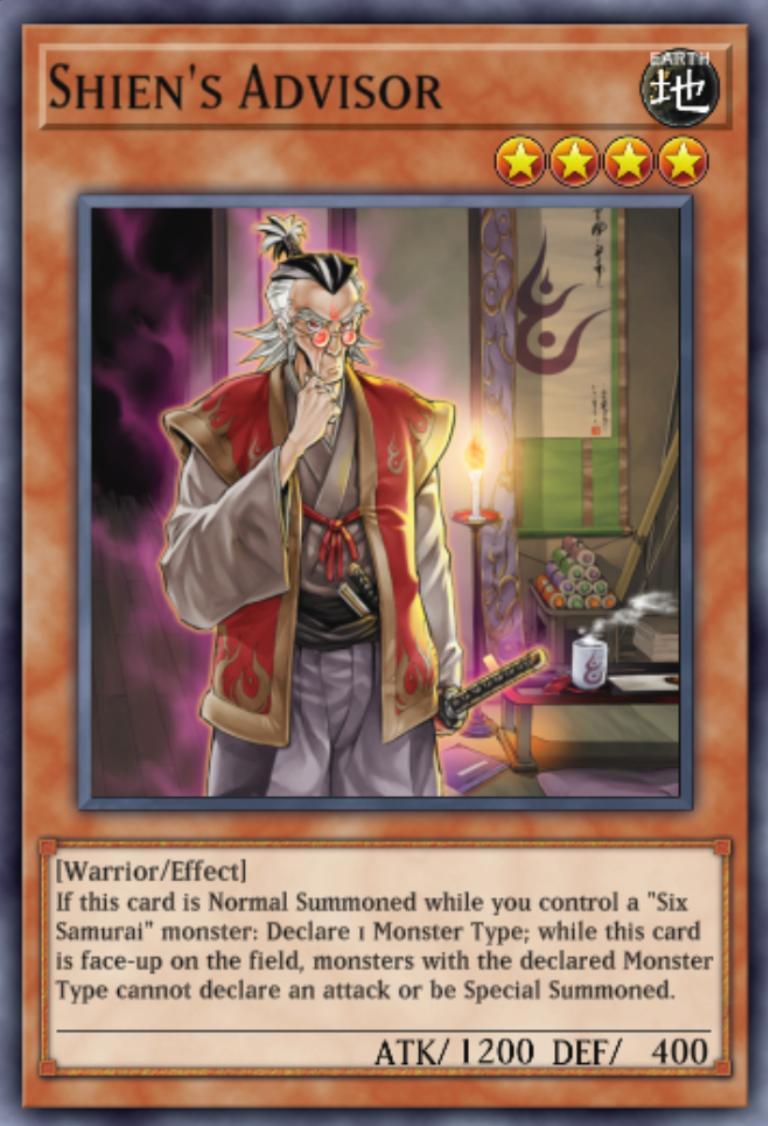 Shien's Advisor
EARTH
地
[Warrior/Effect]
If this card is Normal Summoned while you control a "Six
Samurai" monster: Declare 1 Monster Type; while this card
is face-up on the field, monsters with the declared Monster
Type cannot declare an attack or be Special Summoned.
ATK/ 1200 DEF/ 400